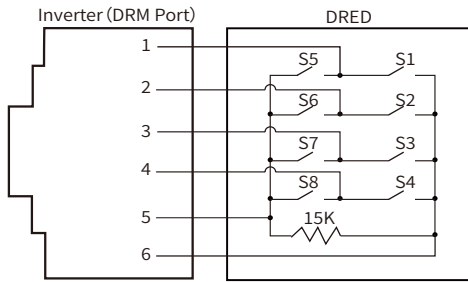 Inverter (DRM Port) DRED
1
S5 S1
2
S6 S2
3
S7 S3
4
S8 S4
5 15K
6